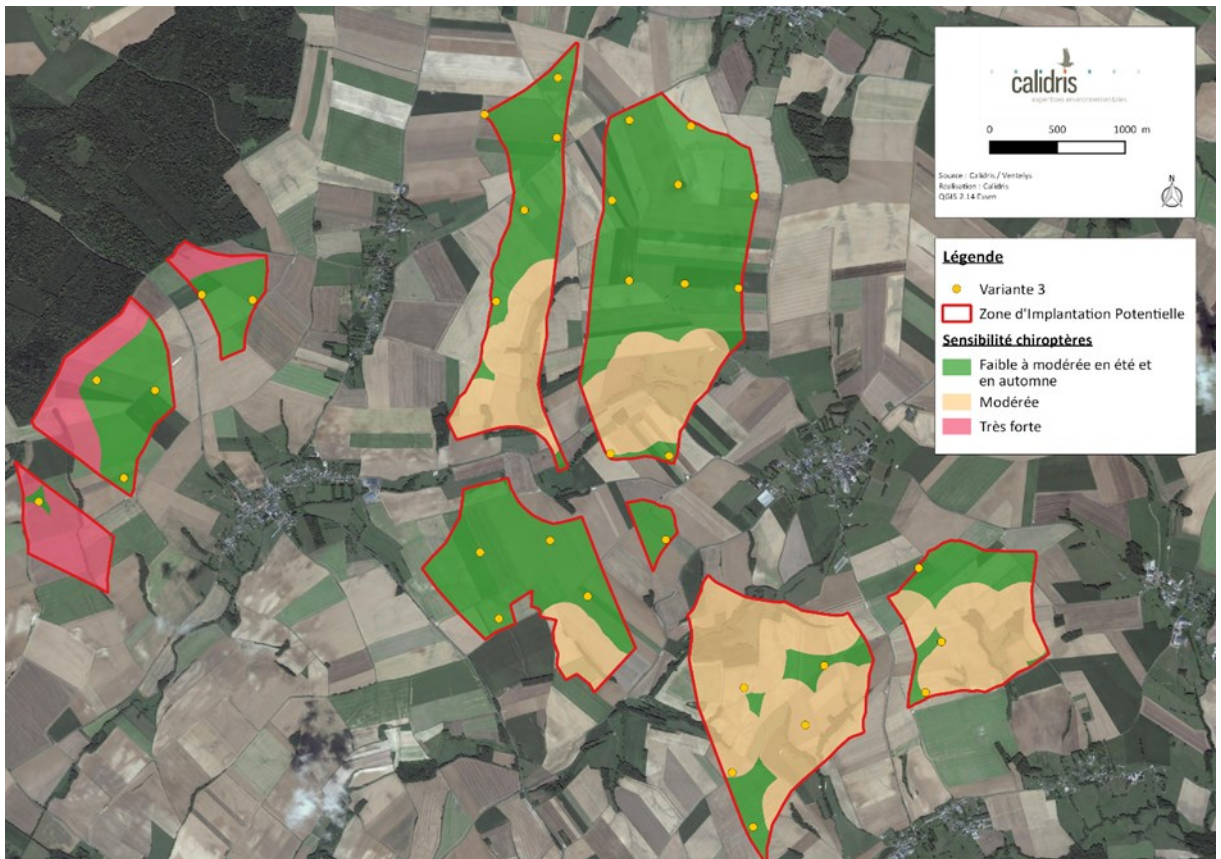 calidris
expertises environnementales
0 500 1000 m
Source : Calidris / Ventelys
Réalisation : Calidris
QGIS 2.14 Essen
N
Légende
Variante 3
Zone d'Implantation Potentielle
Sensibilité chiroptères
Faible à modérée en été et
en automne
Modérée
Très forte